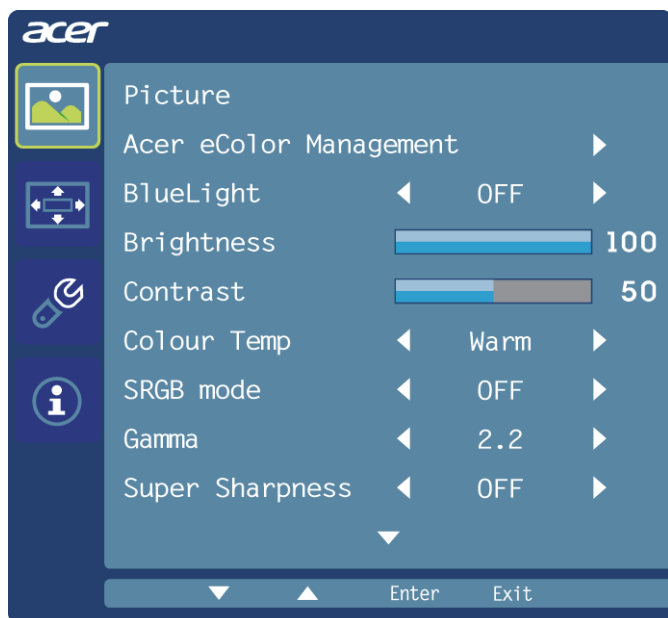 acer
Picture
Acer eColor Management
BlueLight OFF
Brightness 100
Contrast 50
Colour Temp Warm
SRGB mode OFF
Gamma 2.2
Super Sharpness OFF
Enter Exit